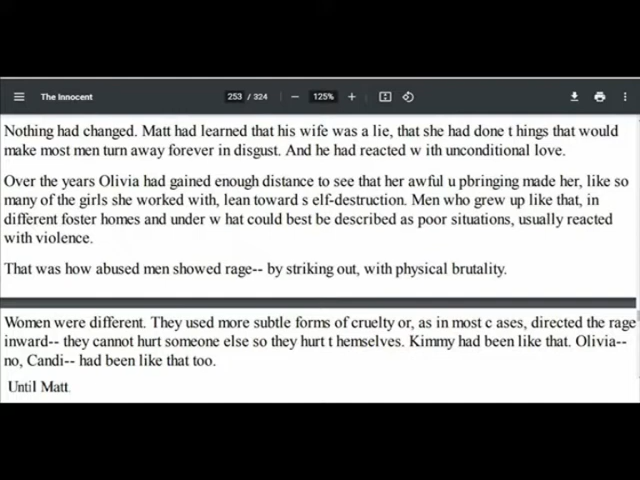 The Innocent
253 / 324
125%
Nothing had changed. Matt had learned that his wife was a lie, that she had done t hings that would
make most men turn away forever in disgust. And he had reacted w ith unconditional love.
Over the years Olivia had gained enough distance to see that her awful u pbringing made her, like so
many of the girls she worked with, lean toward s elf-destruction. Men who grew up like that, in
different foster homes and under w hat could best be described as poor situations, usually reacted
with violence.
That was how abused men showed rage-- by striking out, with physical brutality.
Women were different. They used more subtle forms of cruelty or, as in most c ases, directed the rage
inward-- they cannot hurt someone else so they hurt t hemselves. Kimmy had been like that. Olivia--
no, Candi-- had been like that too.
Until Matt.